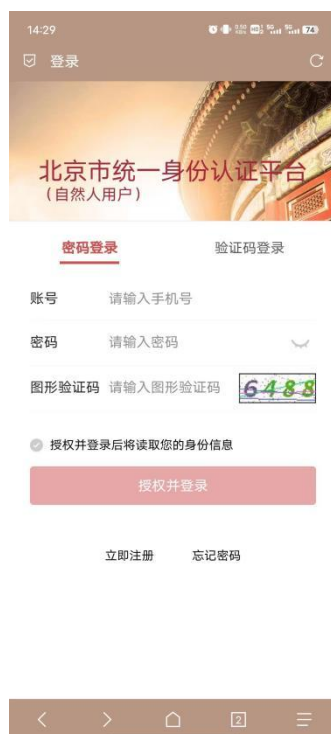 14:29
74
登录
北京市统一身份认证平台
(自然人用户)
密码登录 验证码登录
账号 请输入手机号
密码 请输入密码
图形验证码 请输入图形验证码 6488
授权并登录后将读取您的身份信息
授权并登录
立即注册 忘记密码
2